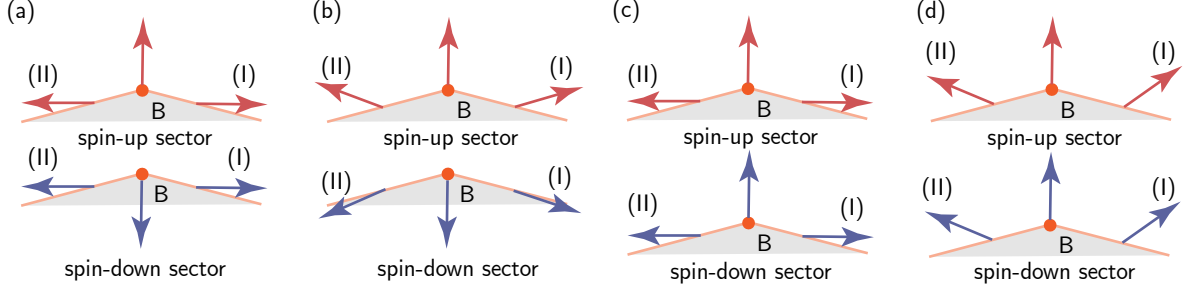 (a)
(II)
(I)
B
spin-up sector
(II)
(I)
B
spin-down sector
(b)
(II)
(I)
B
spin-up sector
(II)
(I)
B
spin-down sector
(c)
(II)
(I)
B
spin-up sector
(II)
(I)
B
spin-down sector
(d)
(II)
(I)
B
spin-up sector
(II)
(I)
B
spin-down sector